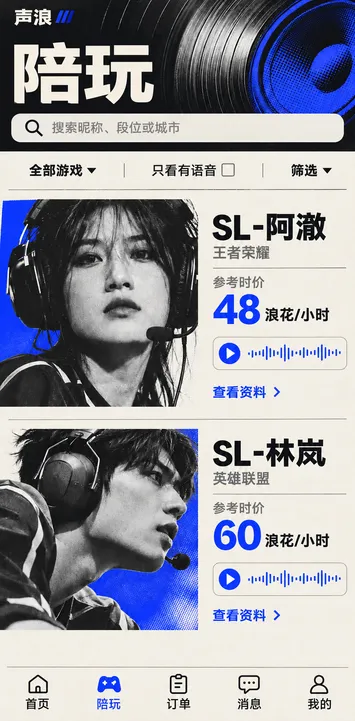 声浪
陪玩
搜索昵称、段位或城市
全部游戏
只看有语音
筛选
SL-阿澈
王者荣耀
参考时价
48 浪花/小时
查看资料
SL-林岚
英雄联盟
参考时价
60 浪花/小时
查看资料
首页 陪玩 订单 消息 我的